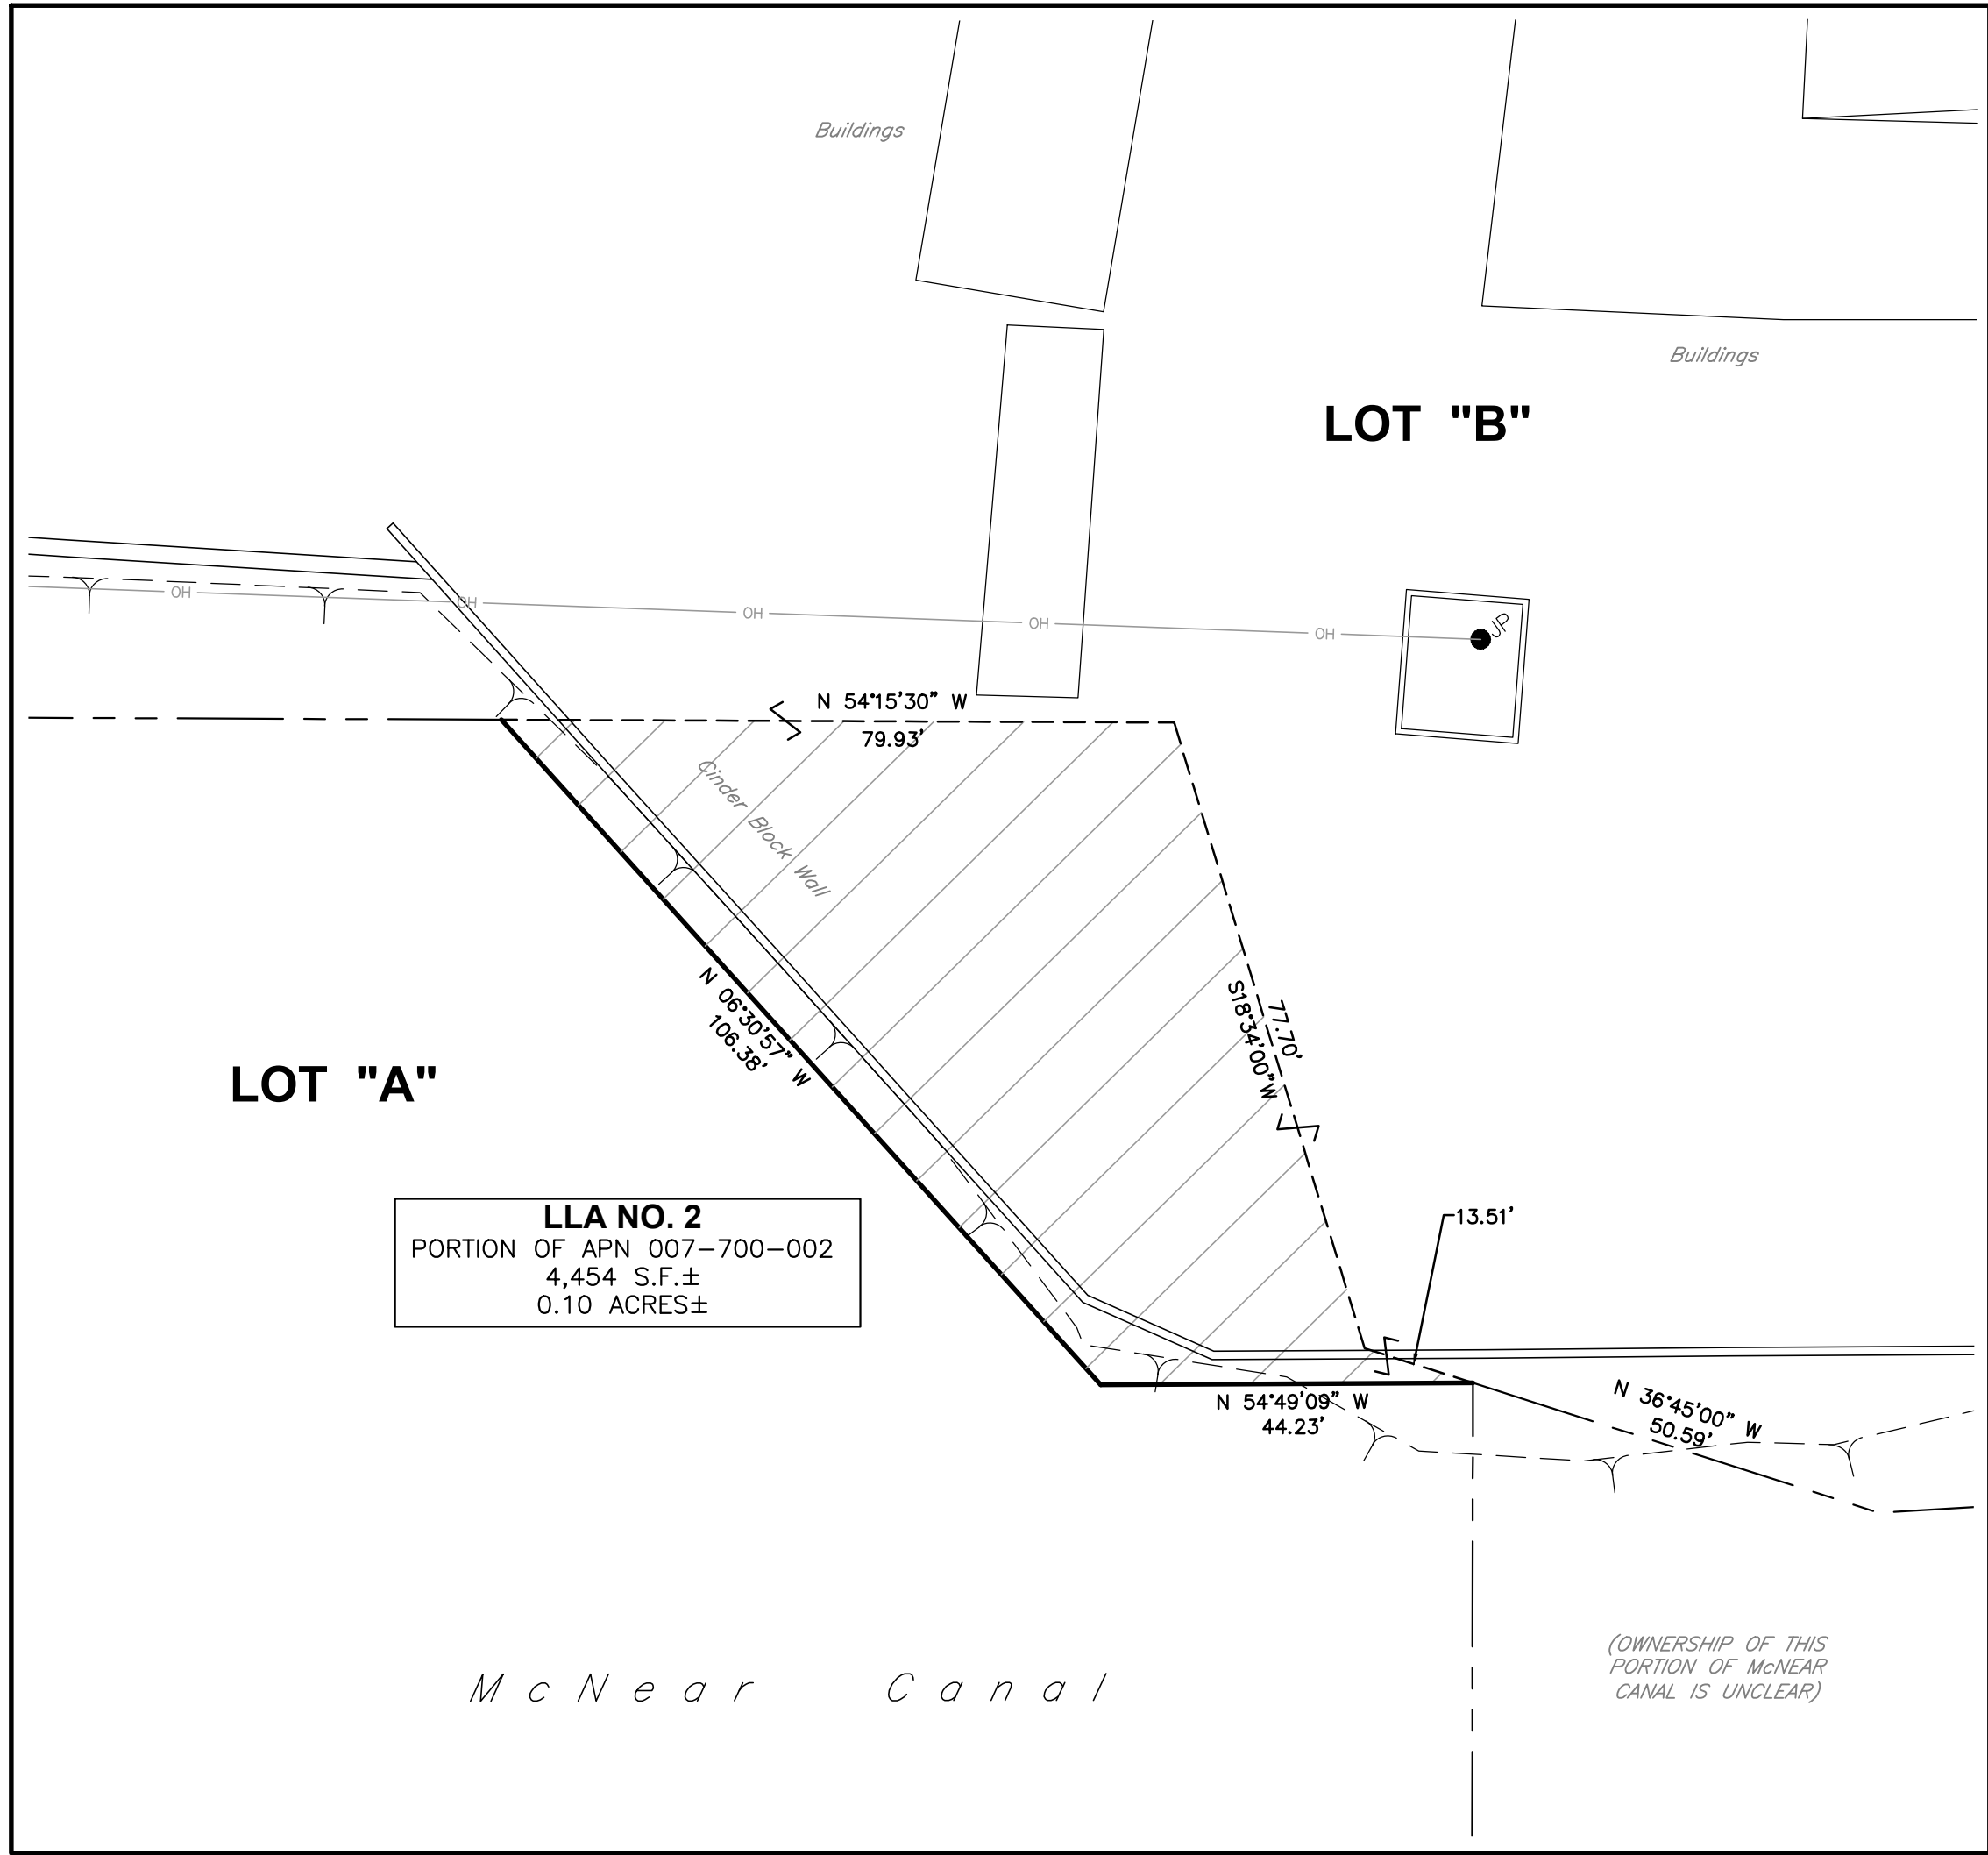 Buildings
Buildings
LOT "B"
OH
OH
OH
OH
OH
JP
N 54°15'30" W
79.93'
Cinder Block Wall
N 06°30'57" W
106.38'
77.70'
S18°34'00"W
LOT "A"
LLA NO. 2
PORTION OF APN 007-700-002
4,454 S.F.±
0.10 ACRES±
13.51'
N 54°49'09" W
44.23'
N 36°45'00" W
50.59'
(OWNERSHIP OF THIS
PORTION OF McNEAR
CANAL IS UNCLEAR)
McNear Canal